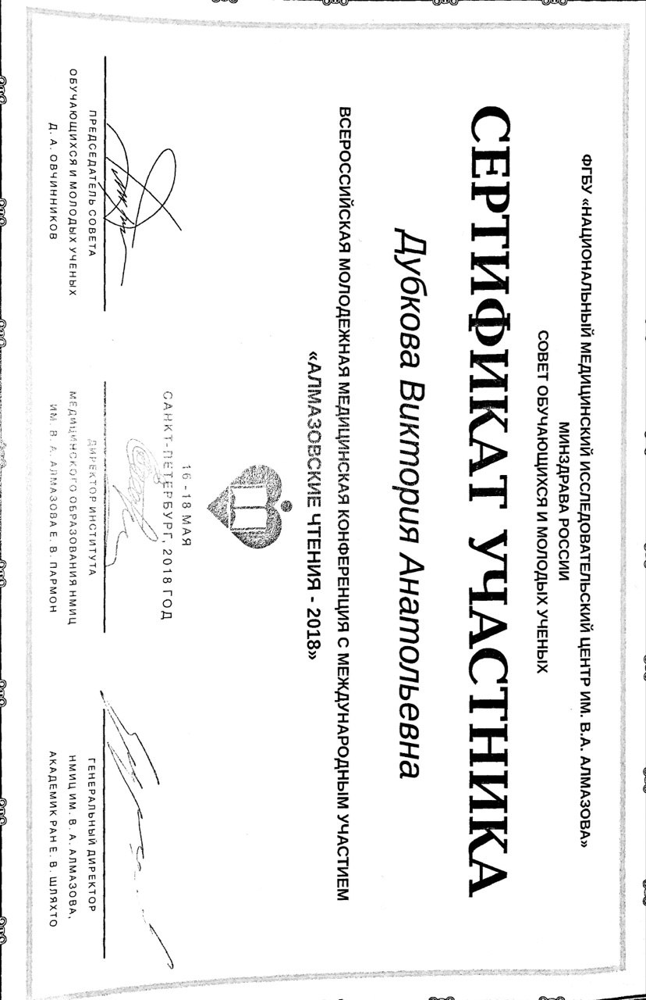 ФГБУ «НАЦИОНАЛЬНЫЙ МЕДИЦИНСКИЙ ИССЛЕДОВАТЕЛЬСКИЙ ЦЕНТР ИМ. В.А. АЛМАЗОВА»
МИНЗДРАВА РОССИИ
СОВЕТ ОБУЧАЮЩИХСЯ И МОЛОДЫХ УЧЕНЫХ
СЕРТИФИКАТ УЧАСТНИКА
Дубкова Виктория Анатольевна
ВСЕРОССИЙСКАЯ МОЛОДЕЖНАЯ МЕДИЦИНСКАЯ КОНФЕРЕНЦИЯ С МЕЖДУНАРОДНЫМ УЧАСТИЕМ
«АЛМАЗОВСКИЕ ЧТЕНИЯ - 2018»
16 - 18 МАЯ
САНКТ-ПЕТЕРБУРГ, 2018 ГОД
ПРЕДСЕДАТЕЛЬ СОВЕТА
ОБУЧАЮЩИХСЯ И МОЛОДЫХ УЧЕНЫХ
Д. А. ОВЧИННИКОВ
ДИРЕКТОР ИНСТИТУТА
МЕДИЦИНСКОГО ОБРАЗОВАНИЯ НМИЦ
ИМ. В. А. АЛМАЗОВА Е. В. ПАРМОН
ГЕНЕРАЛЬНЫЙ ДИРЕКТОР
НМИЦ ИМ. В. А. АЛМАЗОВА,
АКАДЕМИК РАН Е. В. ШЛЯХТО